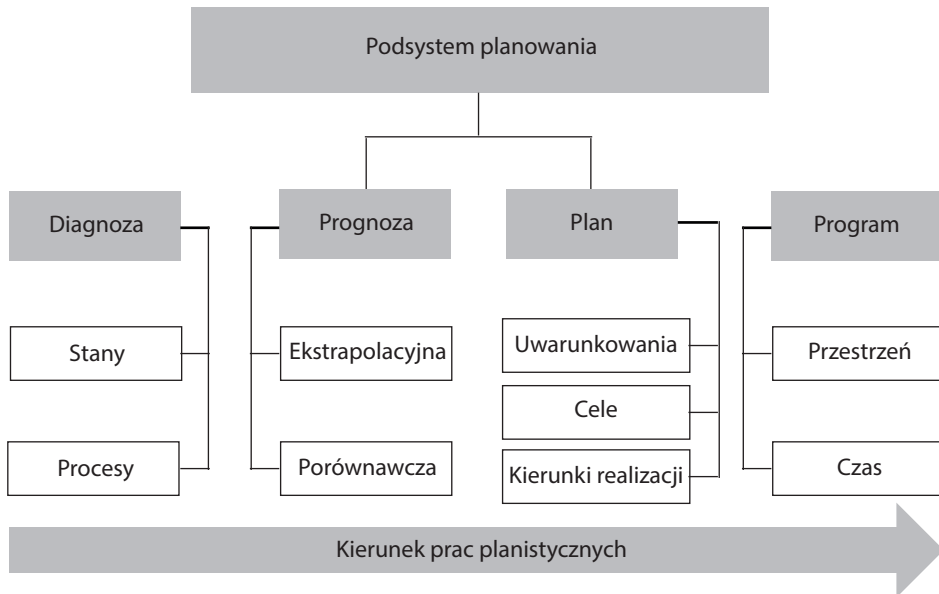 Podsystem planowania
Diagnoza
Prognoza
Plan
Program
Stany
Ekstrapolacyjna
Uwarunkowania
Przestrzeń
Cele
Procesy
Porównawcza
Kierunki realizacji
Czas
Kierunek prac planistycznych